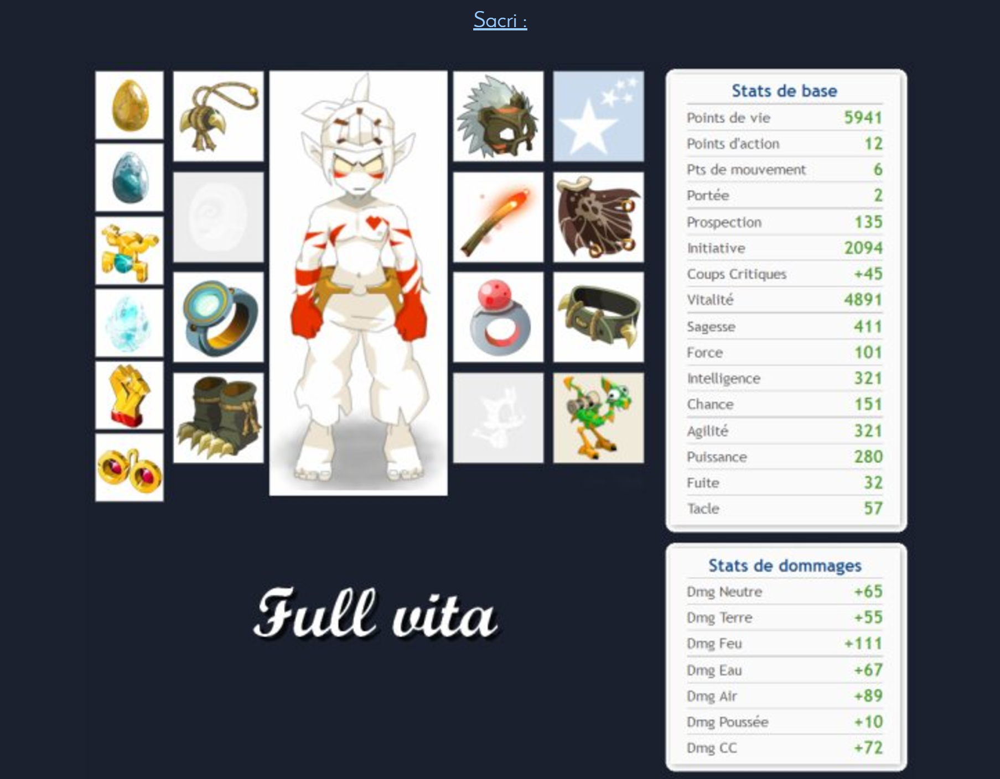 Sacri :
Stats de base
Points de vie 5941
Points d'action 12
Pts de mouvement 6
Portée 2
Prospection 135
Initiative 2094
Coups Critiques +45
Vitalité 4891
Sagesse 411
Force 101
Intelligence 321
Chance 151
Agilité 321
Puissance 280
Fuite 32
Tacle 57
Stats de dommages
Dmg Neutre +65
Dmg Terre +55
Dmg Feu +111
Dmg Eau +67
Dmg Air +89
Dmg Poussée +10
Dmg CC +72
Full vita